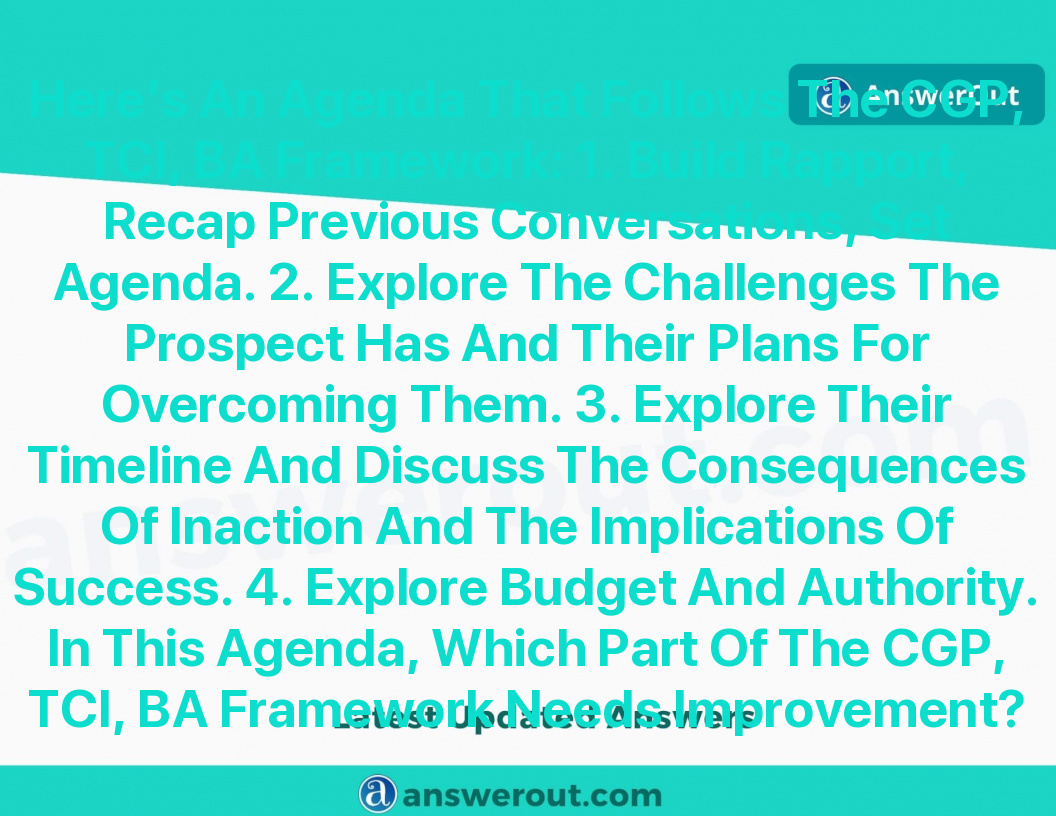 Here's An Agenda That Follows The CGP,
AnswerOut
TCI, BA Framework: 1. Build Rapport,
Recap Previous Conversations, Set
Agenda. 2. Explore The Challenges The
Prospect Has And Their Plans For
Overcoming Them. 3. Explore Their
Timeline And Discuss The Consequences
Of Inaction And The Implications Of
Success. 4. Explore Budget And Authority.
In This Agenda, Which Part Of The CGP,
TCI, BA Framework Needs Improvement?
Latest Updated Answers
answerout.com
answerout.com